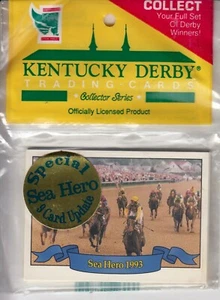 COLLECT
Your Full Set
of Derby
Winners!
KENTUCKY DERBY®
TRADING CARDS
Collector Series
Officially Licensed Product
Special
Sea Hero
3 Card Update
Sea Hero 1993